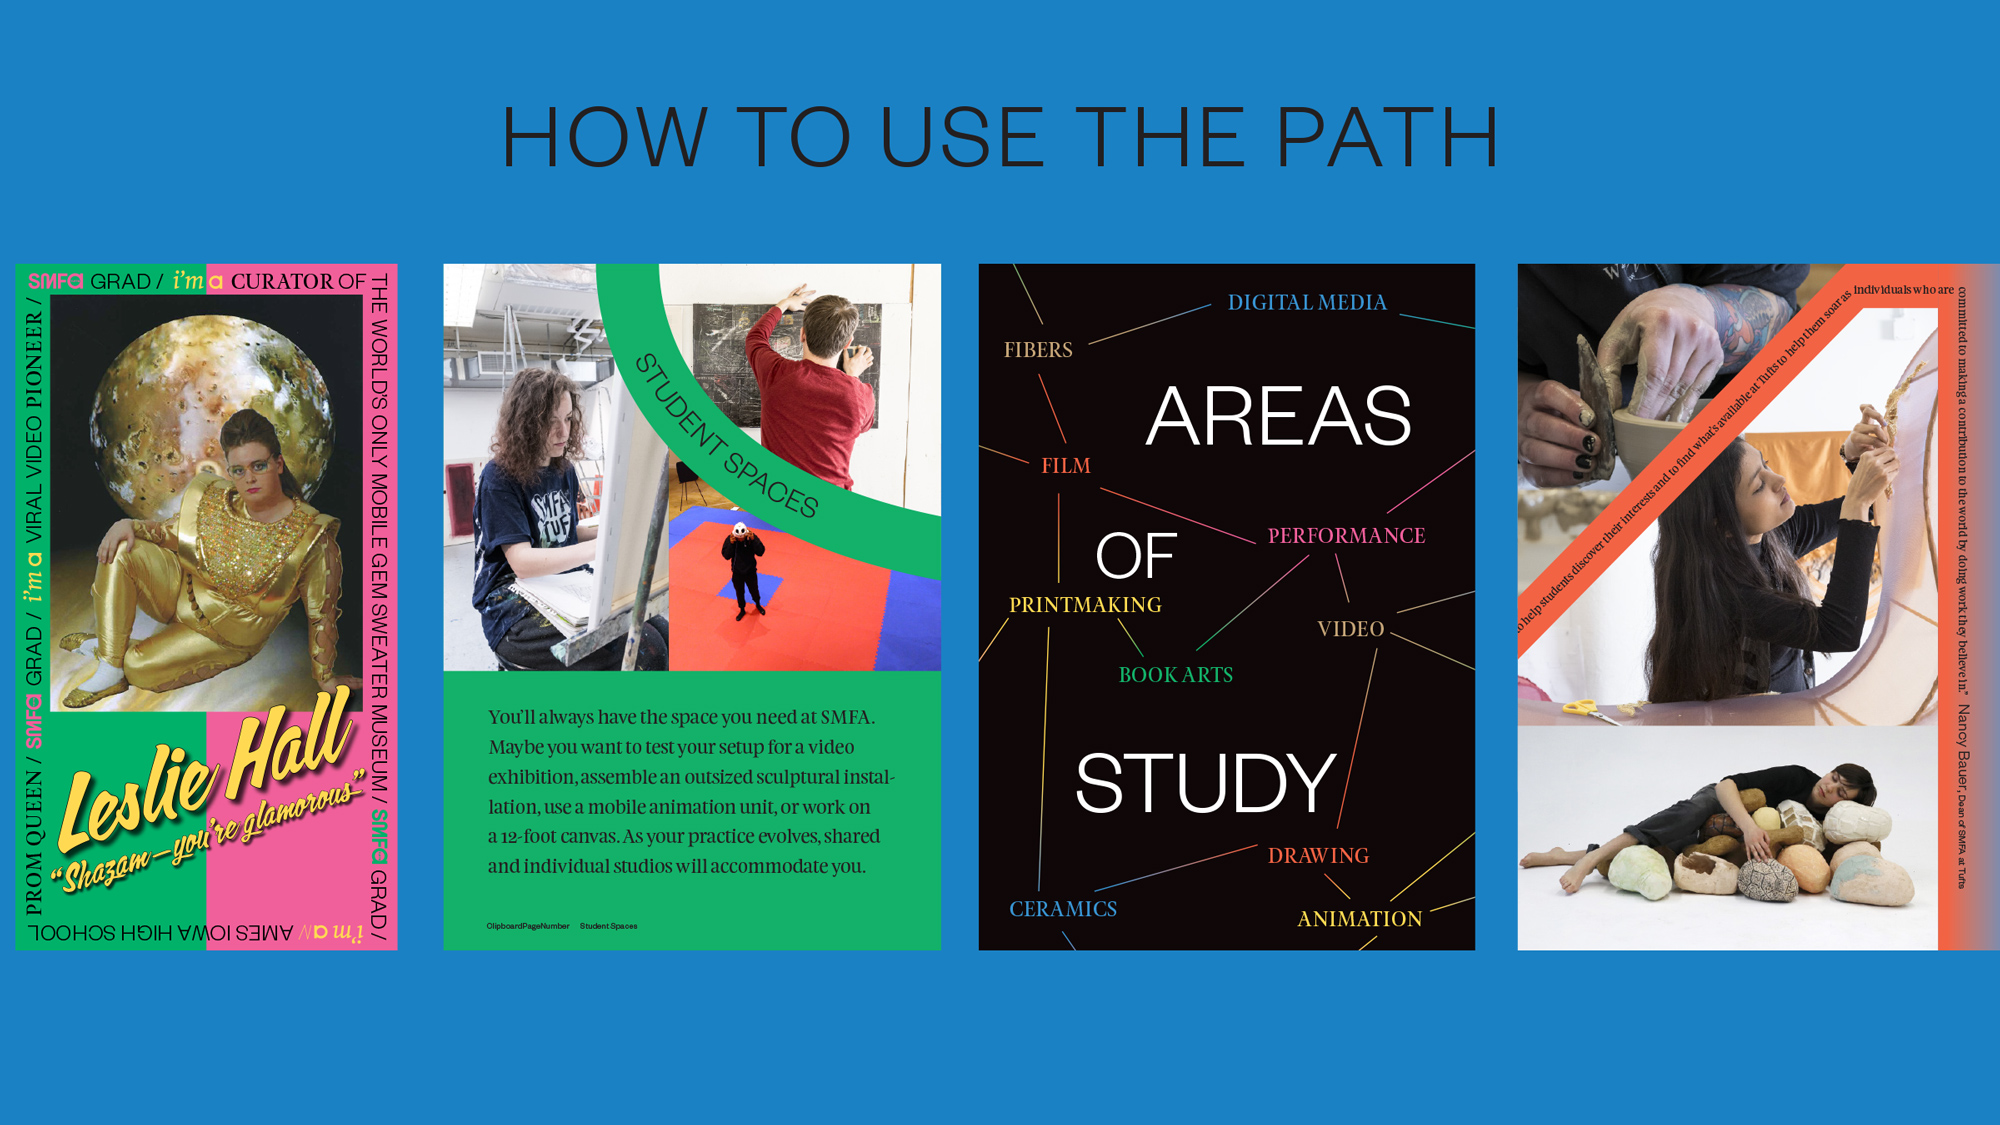 HOW TO USE THE PATH
SMFA GRAD / i'm a CURATOR OF
THE WORLD'S ONLY MOBILE GEM SWEATER MUSEUM / SMFA GRAD /
i'm a AMES IOWA HIGH SCHOOL
PROM QUEEN / SMFA GRAD / i'm a VIRAL VIDEO PIONEER /
Leslie Hall
“Shazam—you're glamorous”
STUDENT SPACES
SMFA
TUF
You'll always have the space you need at SMFA.
Maybe you want to test your setup for a video
exhibition, assemble an outsized sculptural instal-
lation, use a mobile animation unit, or work on
a 12-foot canvas. As your practice evolves, shared
and individual studios will accommodate you.
ClipboardPageNumber Student Spaces
DIGITAL MEDIA
FIBERS
AREAS
FILM
PERFORMANCE
OF
PRINTMAKING
VIDEO
BOOK ARTS
STUDY
DRAWING
CERAMICS
ANIMATION
to help students discover their interests and to find what's available at Tufts to help them soar as
individuals who are
committed to making a contribution to the world by doing work they believe in.” Nancy Bauer, Dean of SMFA at Tufts